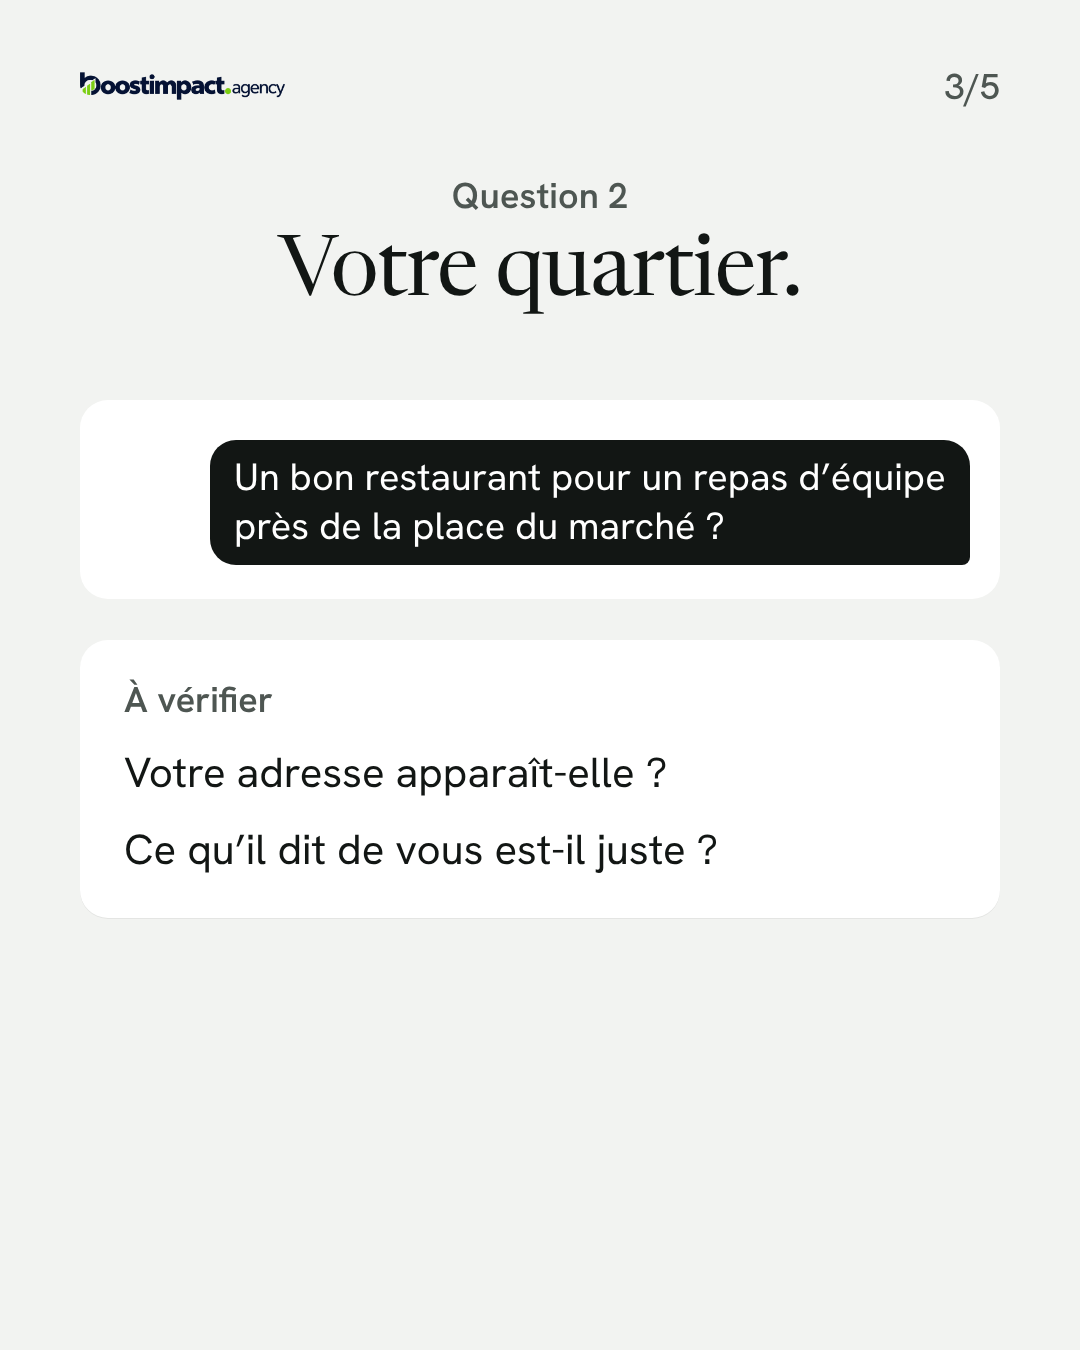 boostimpact.agency
3/5
Question 2
Votre quartier.
Un bon restaurant pour un repas d’équipe
près de la place du marché ?
À vérifier
Votre adresse apparaît-elle ?
Ce qu’il dit de vous est-il juste ?